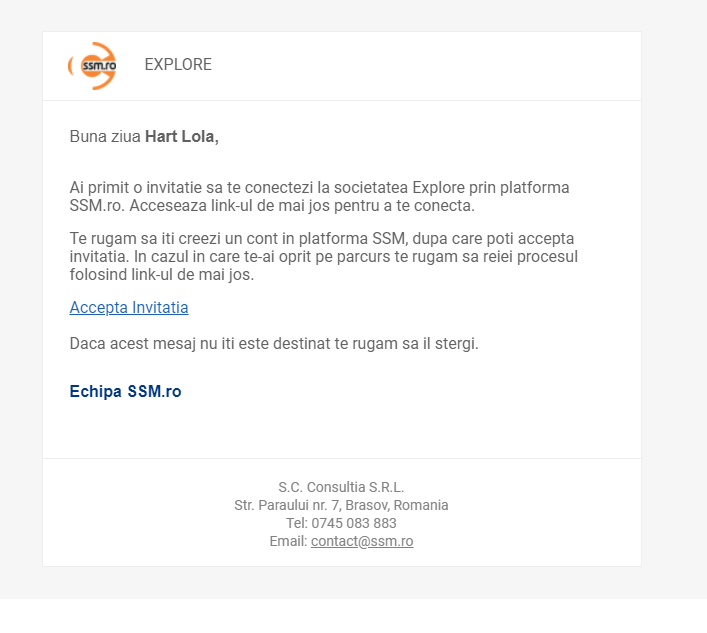 ssm.ro
EXPLORE
Buna ziua Hart Lola,
Ai primit o invitatie sa te conectezi la societatea Explore prin platforma
SSM.ro. Acceseaza link-ul de mai jos pentru a te conecta.
Te rugam sa iti creezi un cont in platforma SSM, dupa care poti accepta
invitatia. In cazul in care te-ai oprit pe parcurs te rugam sa reiei procesul
folosind link-ul de mai jos.
Accepta Invitatia
Daca acest mesaj nu iti este destinat te rugam sa il stergi.
Echipa SSM.ro
S.C. Consultia S.R.L.
Str. Paraului nr. 7, Brasov, Romania
Tel: 0745 083 883
Email: contact@ssm.ro